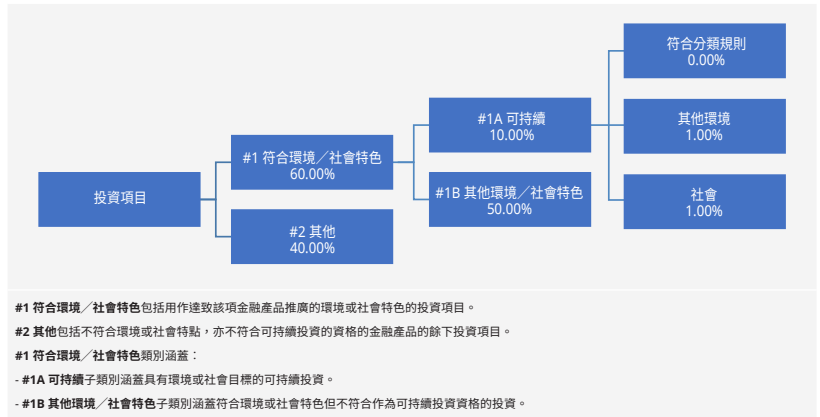 符合分類規則
0.00%
#1A 可持續
10.00%
其他環境
1.00%
#1 符合環境╱社會特色
60.00%
投資項目
#1B 其他環境╱社會特色
50.00%
社會
1.00%
#2 其他
40.00%
#1 符合環境╱社會特色包括用作達致該項金融產品推廣的環境或社會特色的投資項目。
#2 其他包括不符合環境或社會特點，亦不符合可持續投資的資格的金融產品的餘下投資項目。
#1 符合環境╱社會特色類別涵蓋：
- #1A 可持續子類別涵蓋具有環境或社會目標的可持續投資。
- #1B 其他環境╱社會特色子類別涵蓋符合環境或社會特色但不符合作為可持續投資資格的投資。